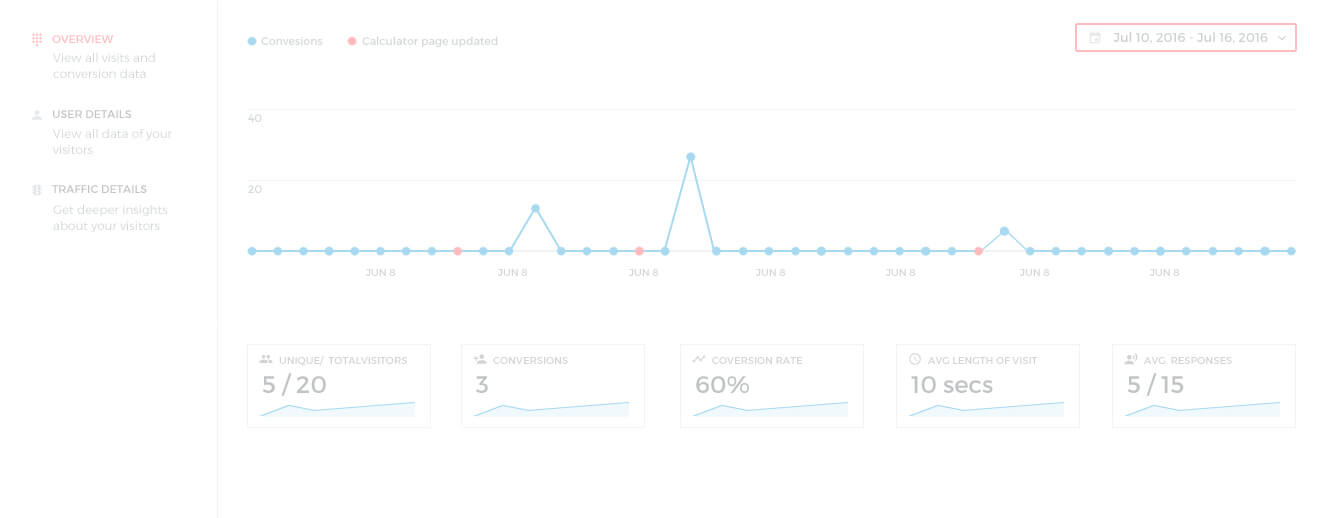 OVERVIEW
View all visits and
conversion data
USER DETAILS
View all data of your
visitors
TRAFFIC DETAILS
Get deeper insights
about your visitors
Convesions
Calculator page updated
Jul 10, 2016 - Jul 16, 2016
40
20
JUN 8 JUN 8 JUN 8 JUN 8 JUN 8 JUN 8 JUN 8
UNIQUE/ TOTALVISITORS
5 / 20
CONVERSIONS
3
COVERSION RATE
60%
AVG LENGTH OF VISIT
10 secs
AVG. RESPONSES
5 / 15